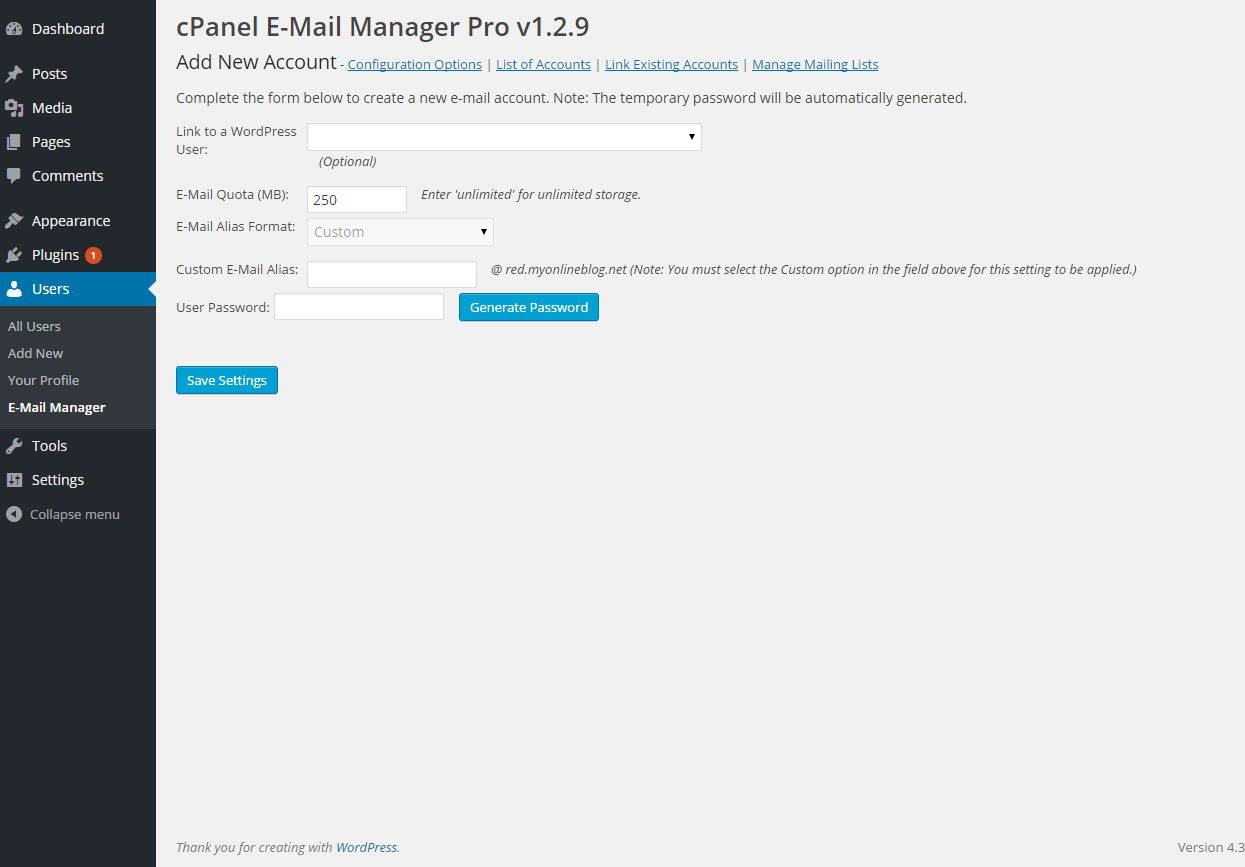 Dashboard
Posts
Media
Pages
Comments
Appearance
Plugins 1
Users
All Users
Add New
Your Profile
E-Mail Manager
Tools
Settings
Collapse menu
cPanel E-Mail Manager Pro v1.2.9
Add New Account - Configuration Options | List of Accounts | Link Existing Accounts | Manage Mailing Lists
Complete the form below to create a new e-mail account. Note: The temporary password will be automatically generated.
Link to a WordPress
User:
(Optional)
E-Mail Quota (MB): 250 Enter 'unlimited' for unlimited storage.
E-Mail Alias Format: Custom
Custom E-Mail Alias: @ red.myonlineblog.net (Note: You must select the Custom option in the field above for this setting to be applied.)
User Password: Generate Password
Save Settings
Thank you for creating with WordPress. Version 4.3